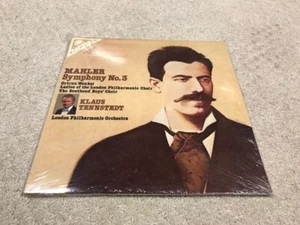 MAHLER
Symphony No. 3
Ortrun Wenkel
Ladies of the London Philharmonic Choir
The Southend Boys' Choir
KLAUS
TENNSTEDT
London Philharmonic Orchestra